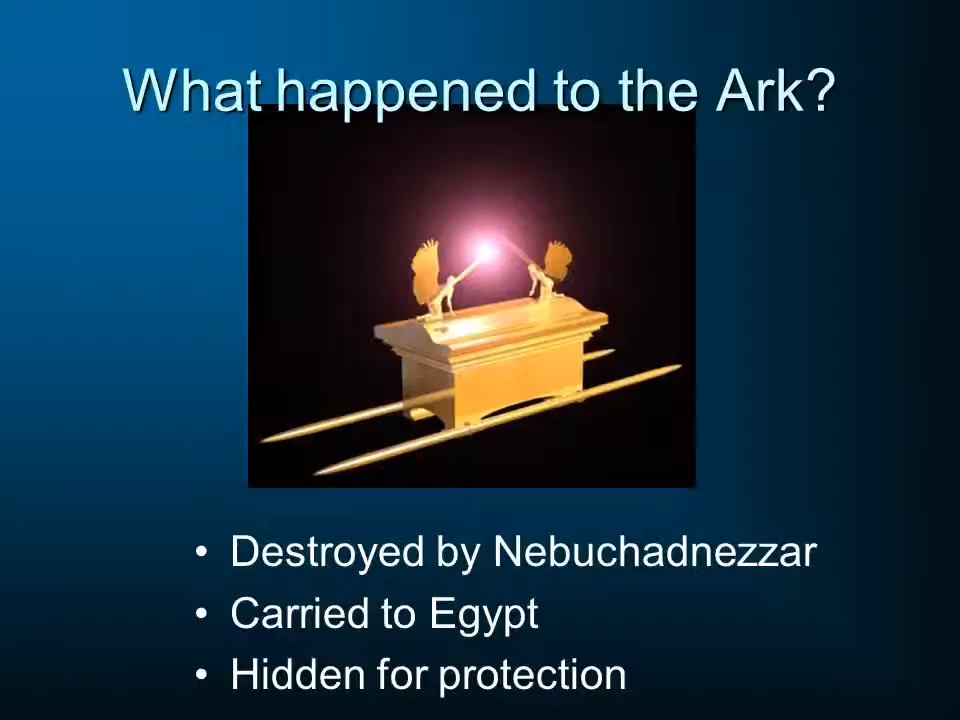 What happened to the Ark?
• Destroyed by Nebuchadnezzar
• Carried to Egypt
• Hidden for protection